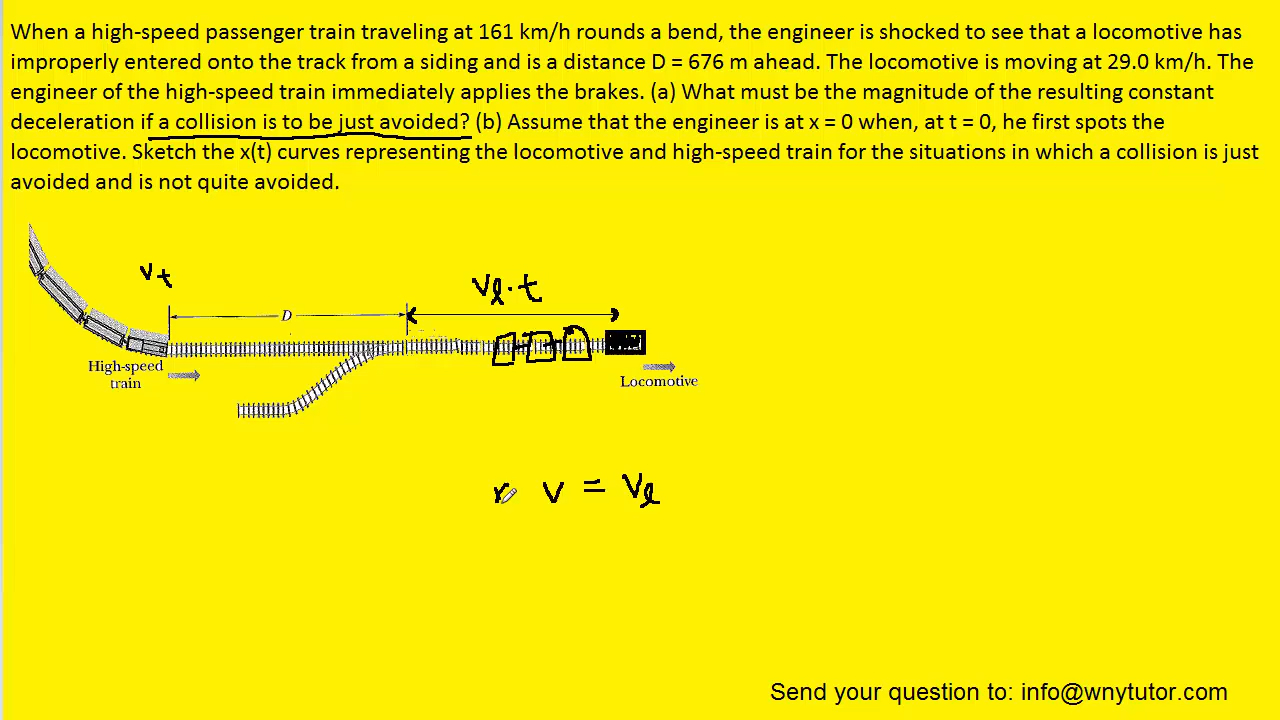 When a high-speed passenger train traveling at 161 km/h rounds a bend, the engineer is shocked to see that a locomotive has
improperly entered onto the track from a siding and is a distance D = 676 m ahead. The locomotive is moving at 29.0 km/h. The
engineer of the high-speed train immediately applies the brakes. (a) What must be the magnitude of the resulting constant
deceleration if a collision is to be just avoided? (b) Assume that the engineer is at x = 0 when, at t = 0, he first spots the
locomotive. Sketch the x(t) curves representing the locomotive and high-speed train for the situations in which a collision is just
avoided and is not quite avoided.
vt
vl·t
D
High-speed
train
Locomotive
v = vl
Send your question to: info@wnytutor.com